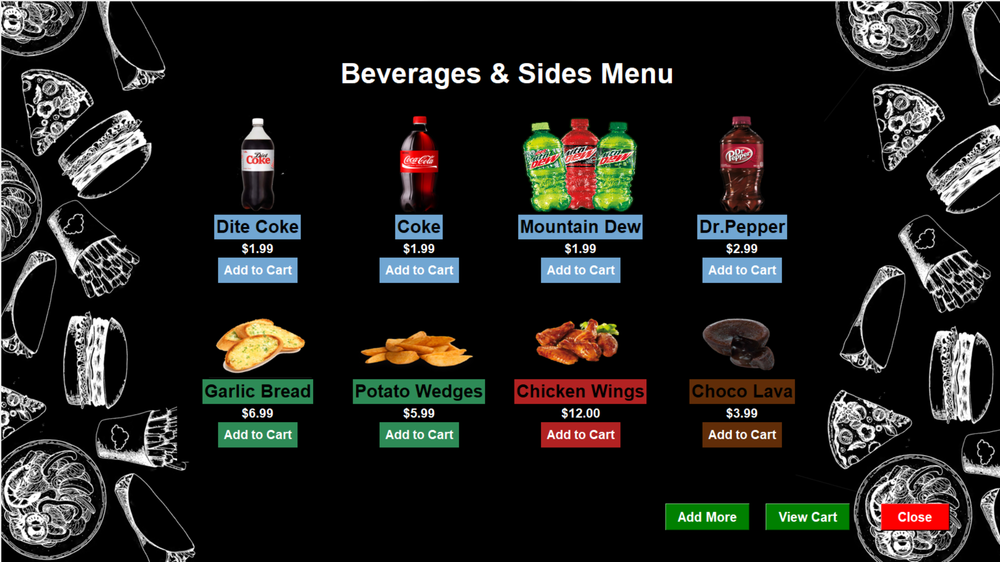 Beverages & Sides Menu
Diet
Coke
Coca-Cola
diet
mtn
DEW
mtn
DEW
mtn
DEW
Dr
Pepper
Dite Coke
Coke
Mountain Dew
Dr.Pepper
$1.99
$1.99
$1.99
$2.99
Add to Cart
Add to Cart
Add to Cart
Add to Cart
Garlic Bread
Potato Wedges
Chicken Wings
Choco Lava
$6.99
$5.99
$12.00
$3.99
Add to Cart
Add to Cart
Add to Cart
Add to Cart
Add More
View Cart
Close